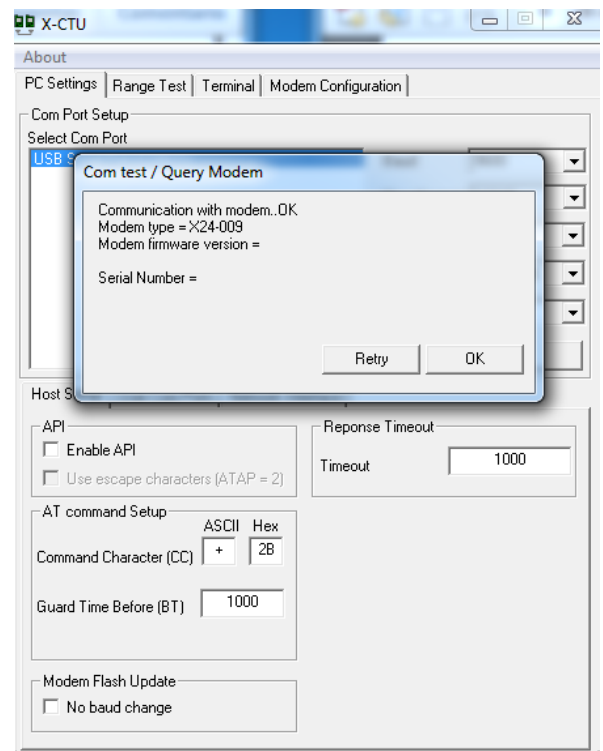 X-CTU
About
PC Settings Range Test Terminal Modem Configuration
Com Port Setup
Select Com Port
USB S
Com test / Query Modem
Communication with modem..OK
Modem type = X24-009
Modem firmware version =
Serial Number =
Retry OK
Host S
API
Enable API
Use escape characters (ATAP = 2)
Reponse Timeout
Timeout 1000
AT command Setup
ASCII Hex
Command Character (CC) + 2B
Guard Time Before (BT) 1000
Modem Flash Update
No baud change